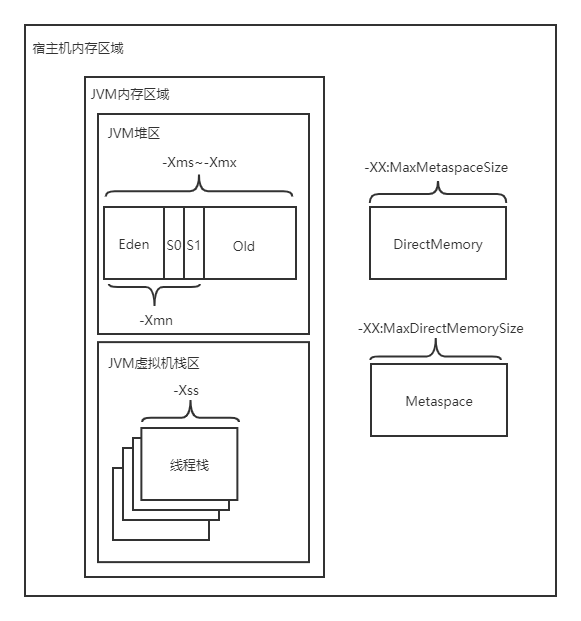 宿主机内存区域
JVM内存区域
JVM堆区
-Xms~-Xmx
Eden
S0
S1
Old
-Xmn
JVM虚拟机栈区
-Xss
线程栈
-XX:MaxMetaspaceSize
DirectMemory
-XX:MaxDirectMemorySize
Metaspace